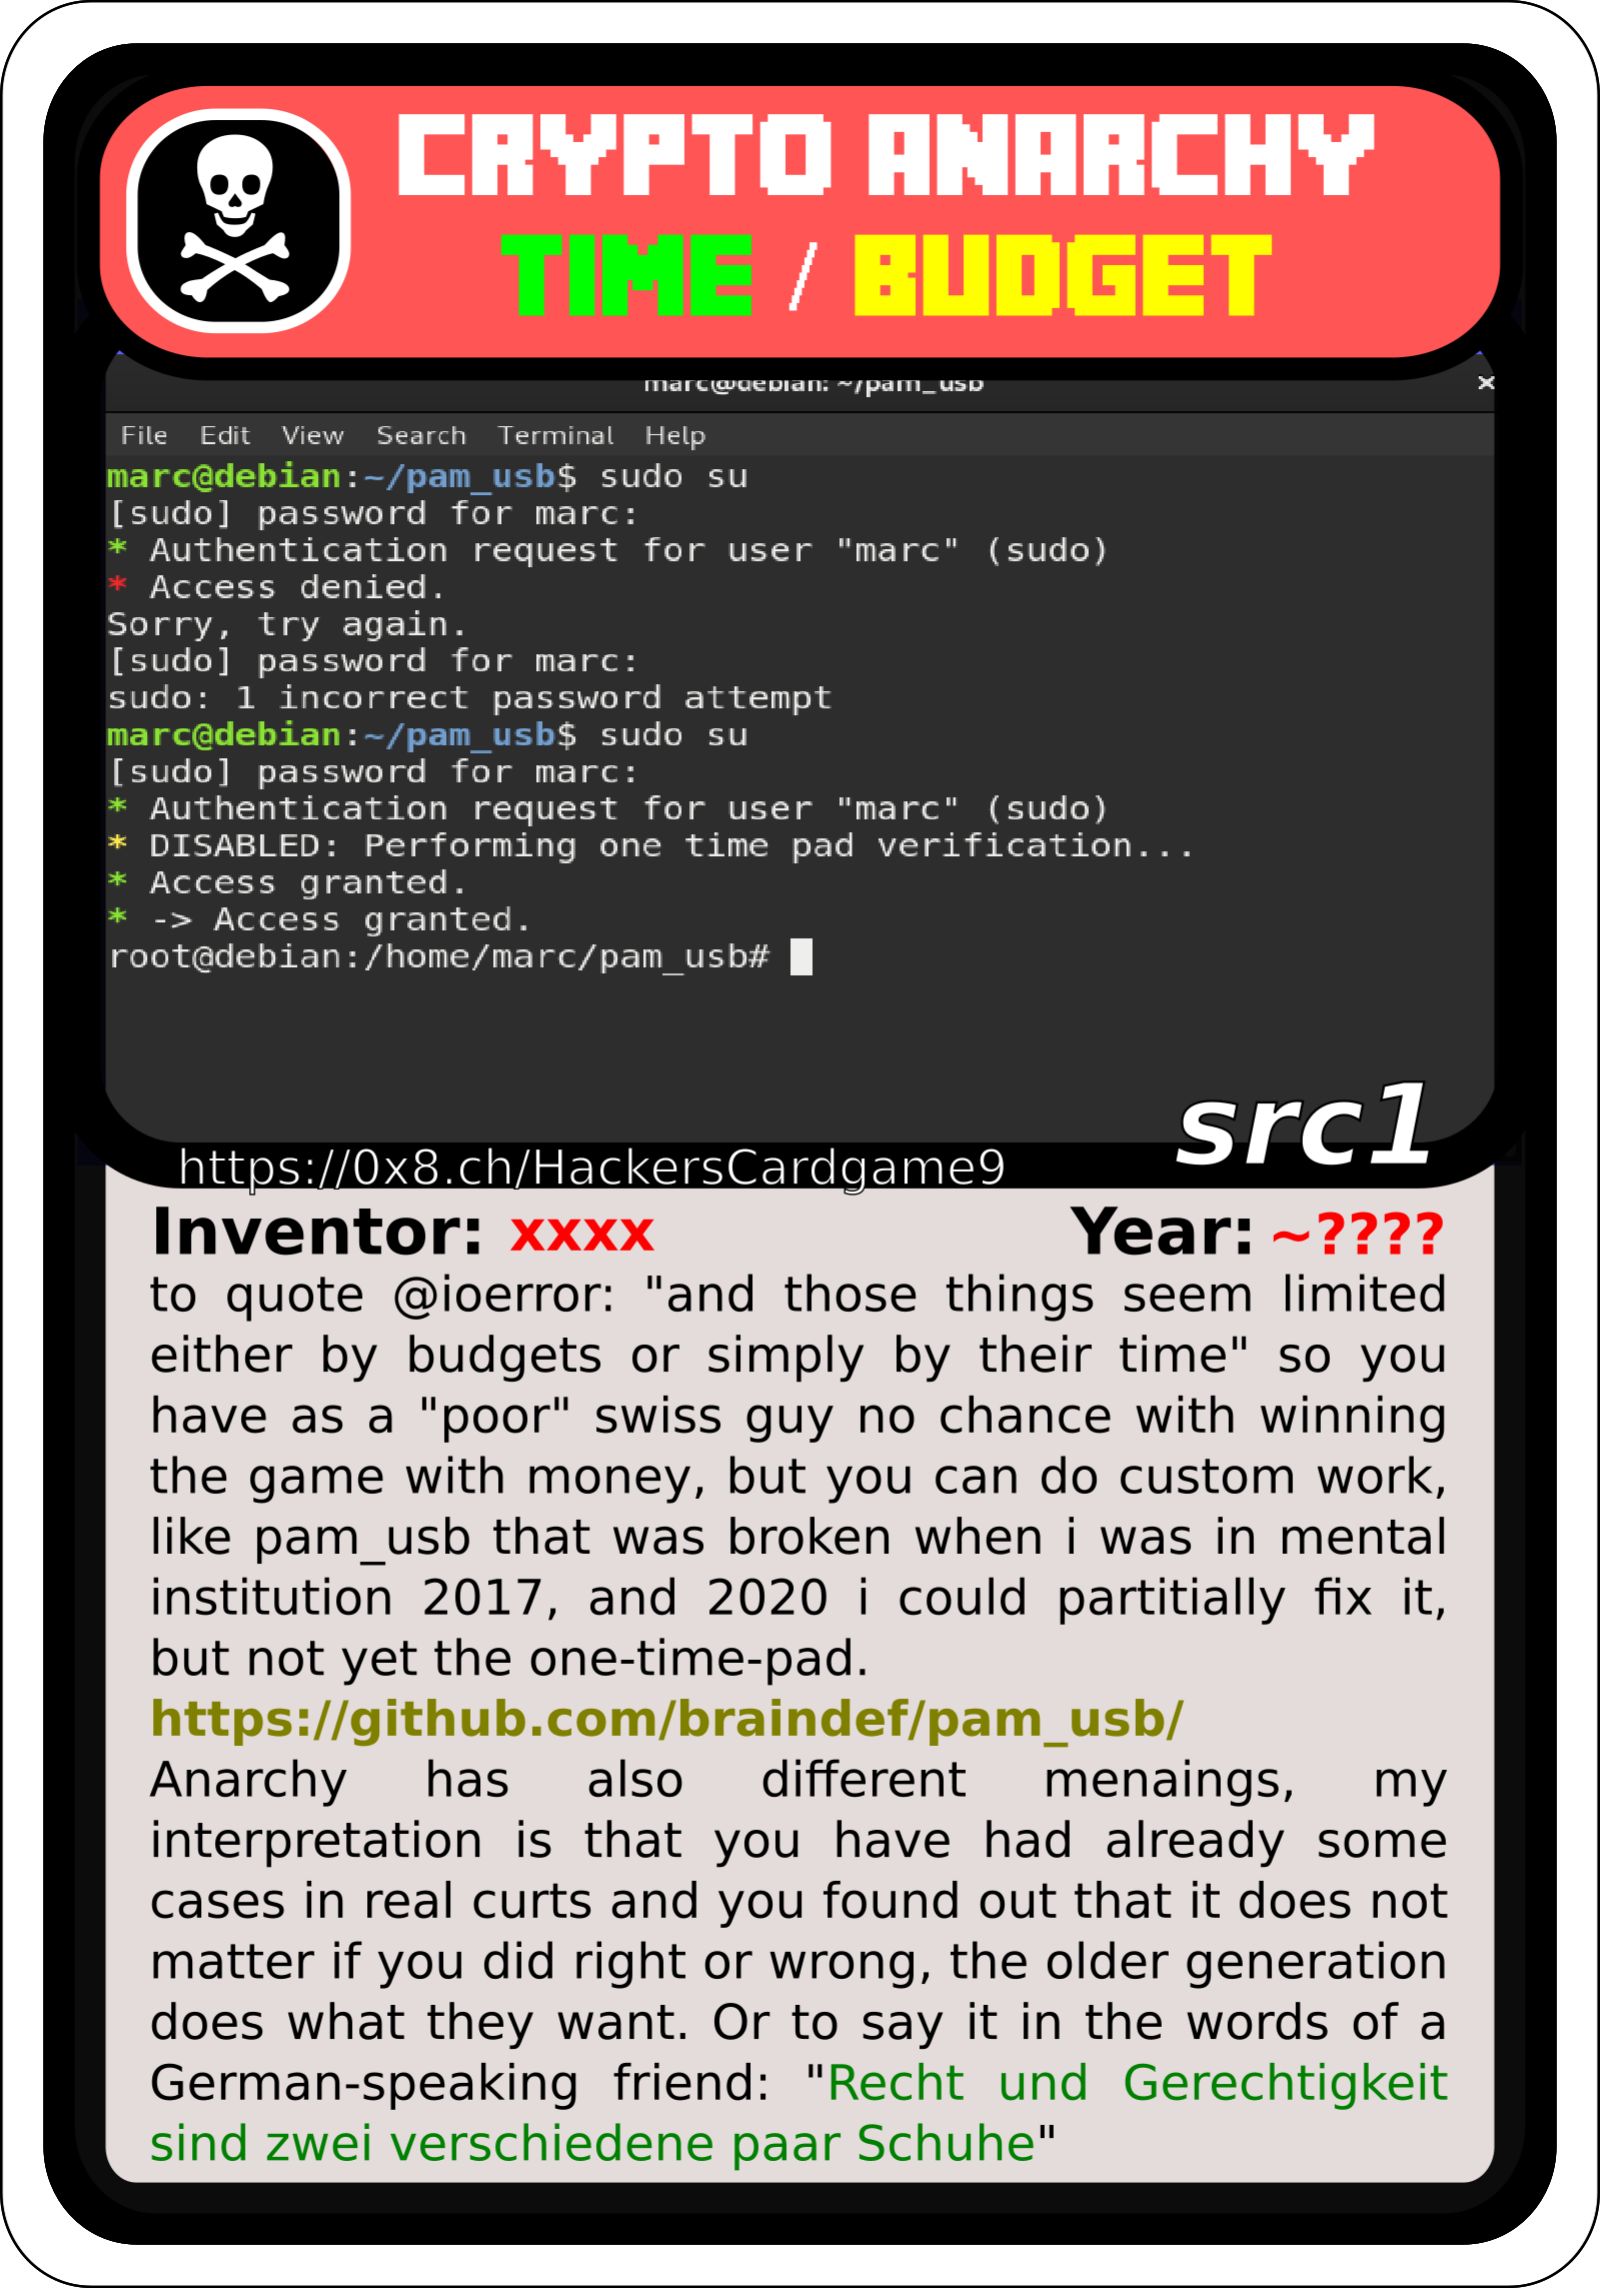 CRYPTO ANARCHY
TIME / BUDGET
marc@debian: ~/pam_usb
×
File Edit View Search Terminal Help
marc@debian:~/pam_usb$ sudo su
[sudo] password for marc:
* Authentication request for user "marc" (sudo)
* Access denied.
Sorry, try again.
[sudo] password for marc:
sudo: 1 incorrect password attempt
marc@debian:~/pam_usb$ sudo su
[sudo] password for marc:
* Authentication request for user "marc" (sudo)
* DISABLED: Performing one time pad verification...
* Access granted.
* -> Access granted.
root@debian:/home/marc/pam_usb#
src1
https://0x8.ch/HackersCardgame9
Inventor: xxxx Year: ~????
to quote @ioerror: "and those things seem limited
either by budgets or simply by their time" so you
have as a "poor" swiss guy no chance with winning
the game with money, but you can do custom work,
like pam_usb that was broken when i was in mental
institution 2017, and 2020 i could partitially fix it,
but not yet the one-time-pad.
https://github.com/braindef/pam_usb/
Anarchy has also different menaings, my
interpretation is that you have had already some
cases in real curts and you found out that it does not
matter if you did right or wrong, the older generation
does what they want. Or to say it in the words of a
German-speaking friend: "Recht und Gerechtigkeit
sind zwei verschiedene paar Schuhe"